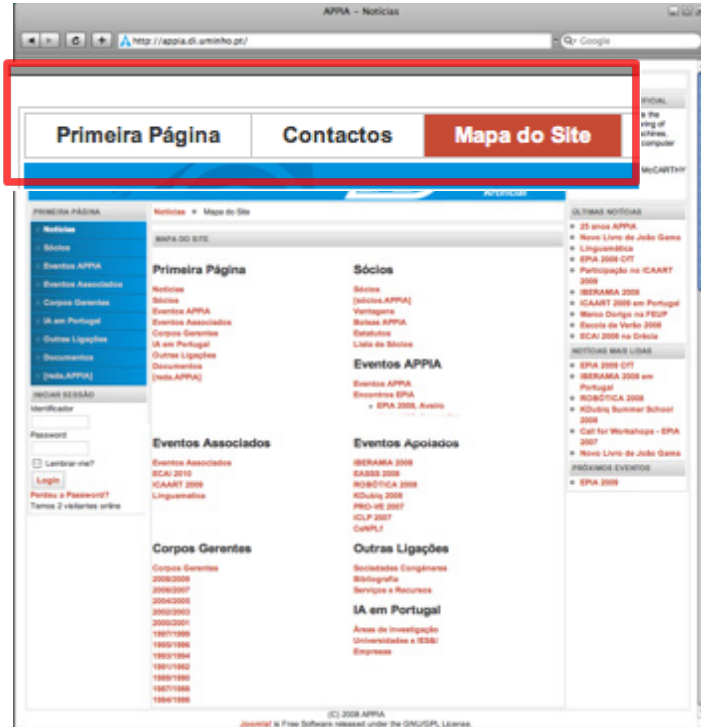 APPIA – Notícias
http://appia.di.uminho.pt/
Google
Primeira Página
Contactos
Mapa do Site
McCARTHY
PRIMEIRA PÁGINA
Notícias
Sócios
Eventos APPIA
Eventos Associados
Corpos Gerentes
IA em Portugal
Outras Ligações
Documentos
[rede.APPIA]
INICIAR SESSÃO
Identificador
Password
Lembrar-me?
Login
Perdeu a Password?
Temos 2 visitantes online
Notícias » Mapa do Site
MAPA DO SITE
Primeira Página
Notícias
Sócios
Eventos APPIA
Eventos Associados
Corpos Gerentes
IA em Portugal
Outras Ligações
Documentos
[rede.APPIA]
Sócios
Sócios
[sócios.APPIA]
Vantagens
Bolsas APPIA
Estatutos
Lista de Sócios
Eventos APPIA
Eventos APPIA
Encontros EPIA
EPIA 2009, Aveiro
Eventos Associados
Eventos Associados
ECAI 2010
ICAART 2009
Linguamatica
Eventos Apoiados
IBERAMIA 2008
EASSS 2008
ROBÓTICA 2008
KDubiq 2008
PRO-VE 2007
ICLP 2007
Corpos Gerentes
Corpos Gerentes
2008/2009
2006/2007
2004/2005
2002/2003
2000/2001
1997/1999
1995/1996
1993/1994
1991/1992
1989/1990
1987/1988
1984/1986
Outras Ligações
Sociedades Congéneres
Bibliografia
Serviços e Recursos
IA em Portugal
Áreas de Investigação
Universidades e IES&I
Empresas
ÚLTIMAS NOTÍCIAS
25 anos APPIA
Novo Livro de João Gama
Linguamática
EPIA 2009 CfT
Participação no ICAART
2009
IBERAMIA 2008
ICAART 2009 em Portugal
Marco Dorigo na FEUP
Escola de Verão 2008
ECAI 2008 na Grécia
NOTÍCIAS MAIS LIDAS
EPIA 2009 CfT
IBERAMIA 2008 em
Portugal
ROBÓTICA 2008
KDubiq Summer School
2008
Call for Workshops - EPIA
2007
Novo Livro de João Gama
PRÓXIMOS EVENTOS
EPIA 2009
(C) 2008 APPIA
Joomla! is Free Software released under the GNU/GPL License.